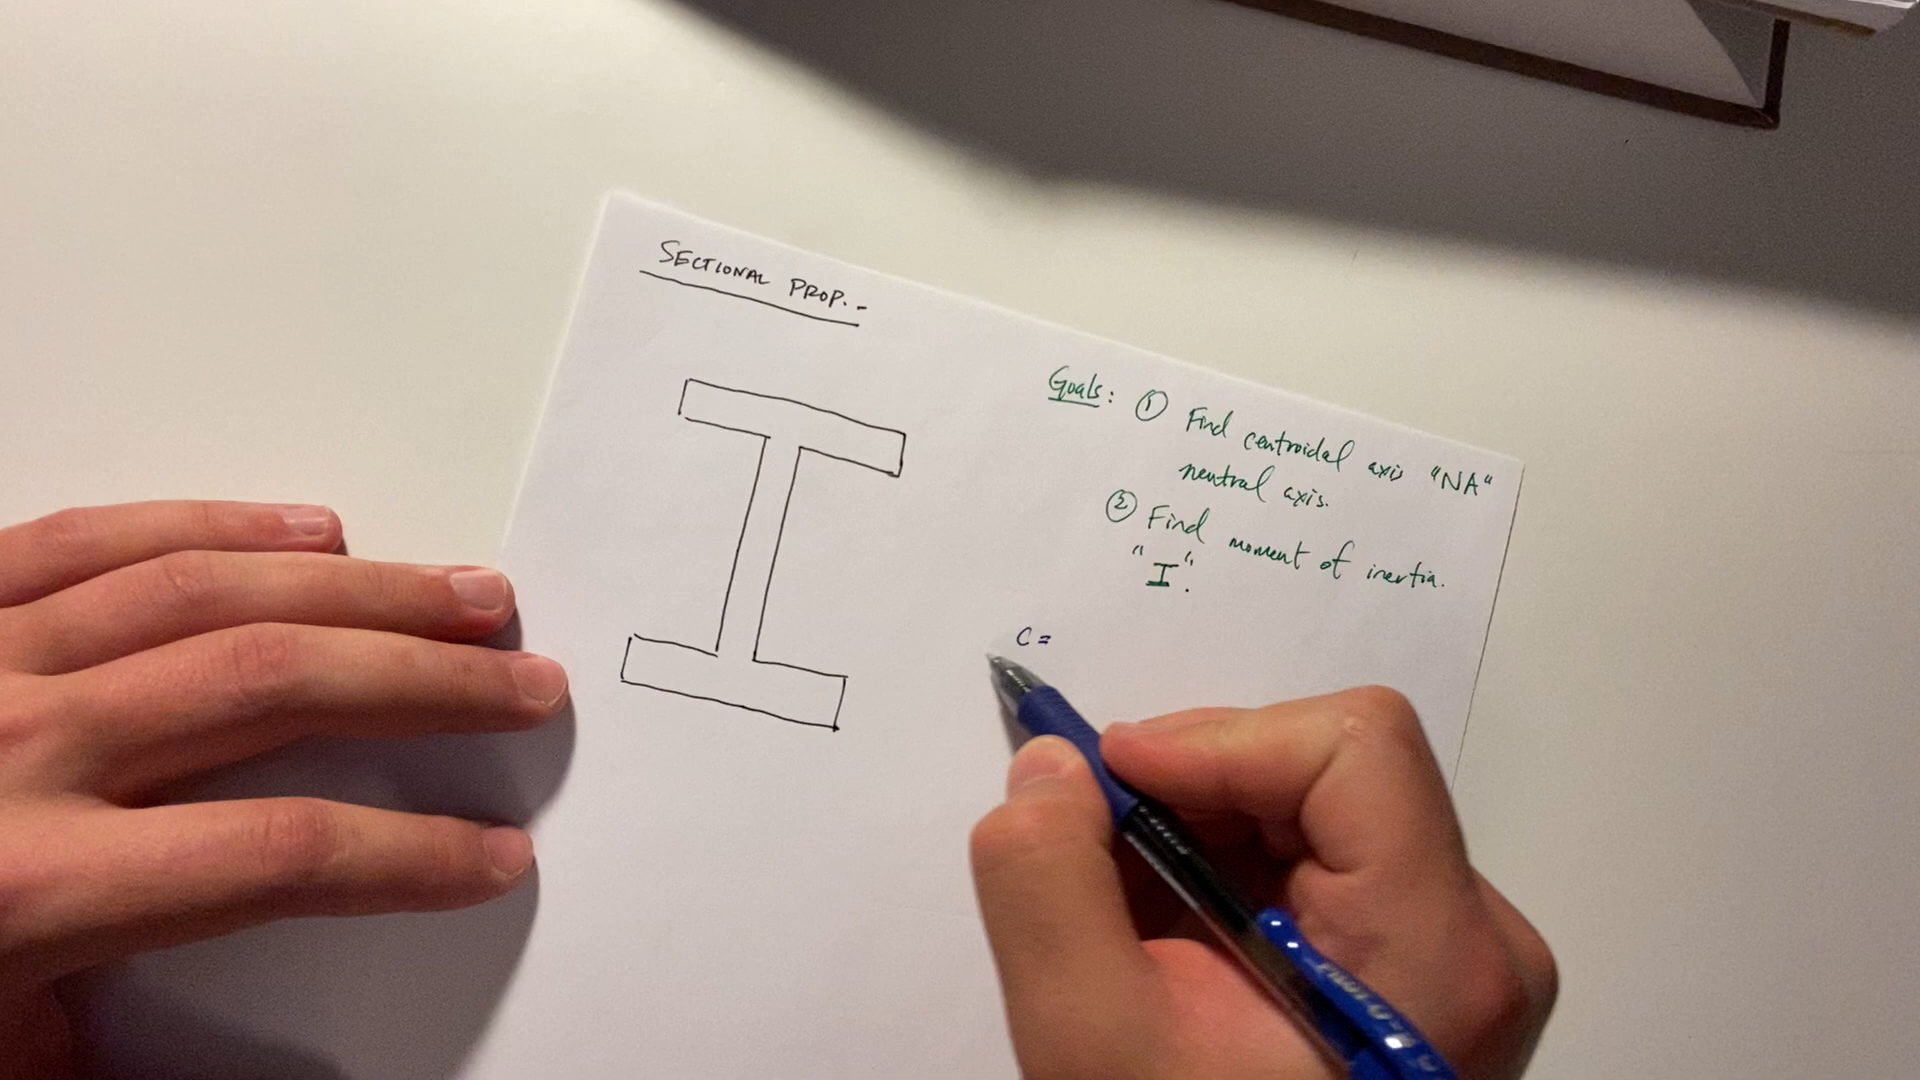 SECTIONAL PROP.-
Goals: ① Find centroidal axis "NA"
neutral axis.
② Find moment of inertia.
"I".
C =